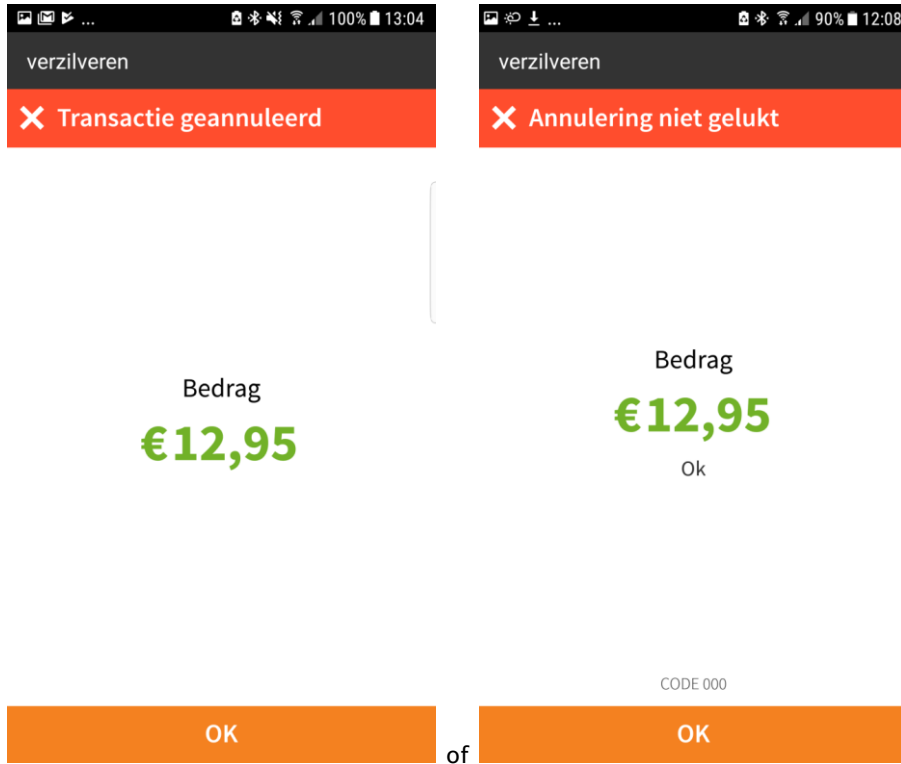 ... 100% 13:04
verzilveren
Transactie geannuleerd
Bedrag
€12,95
OK
of
... 90% 12:08
verzilveren
Annulering niet gelukt
Bedrag
€12,95
Ok
CODE 000
OK